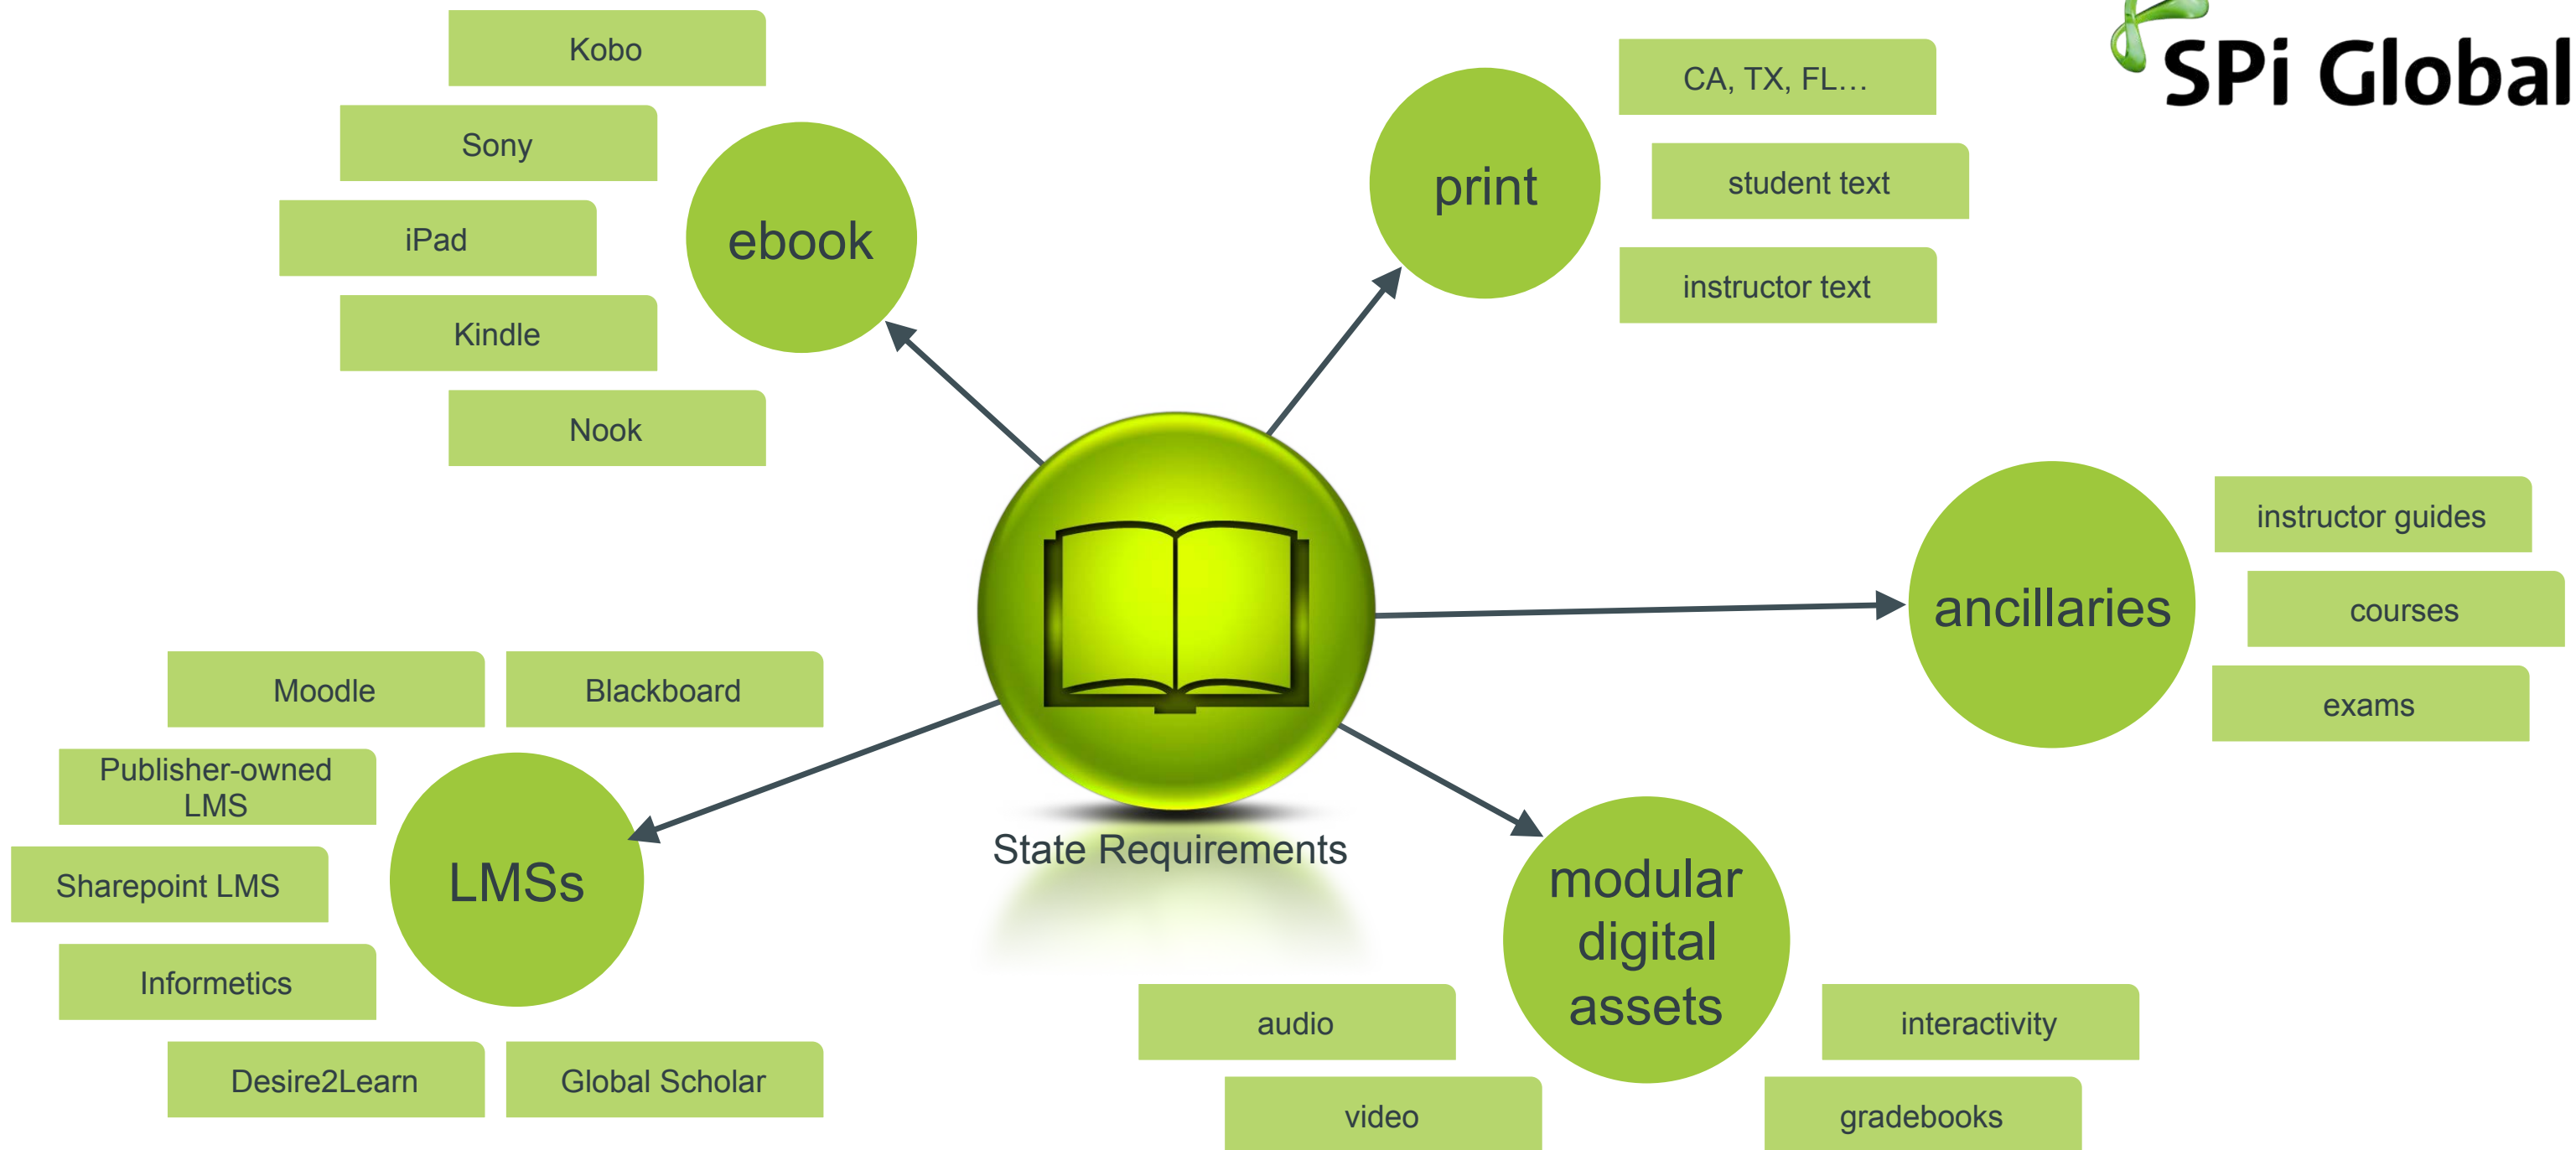 SPi Global
Kobo
Sony
iPad
Kindle
Nook
ebook
print
CA, TX, FL…
student text
instructor text
ancillaries
instructor guides
courses
exams
State Requirements
Moodle
Blackboard
Publisher-owned
LMS
Sharepoint LMS
Informetics
Desire2Learn
Global Scholar
LMSs
modular
digital
assets
audio
video
interactivity
gradebooks